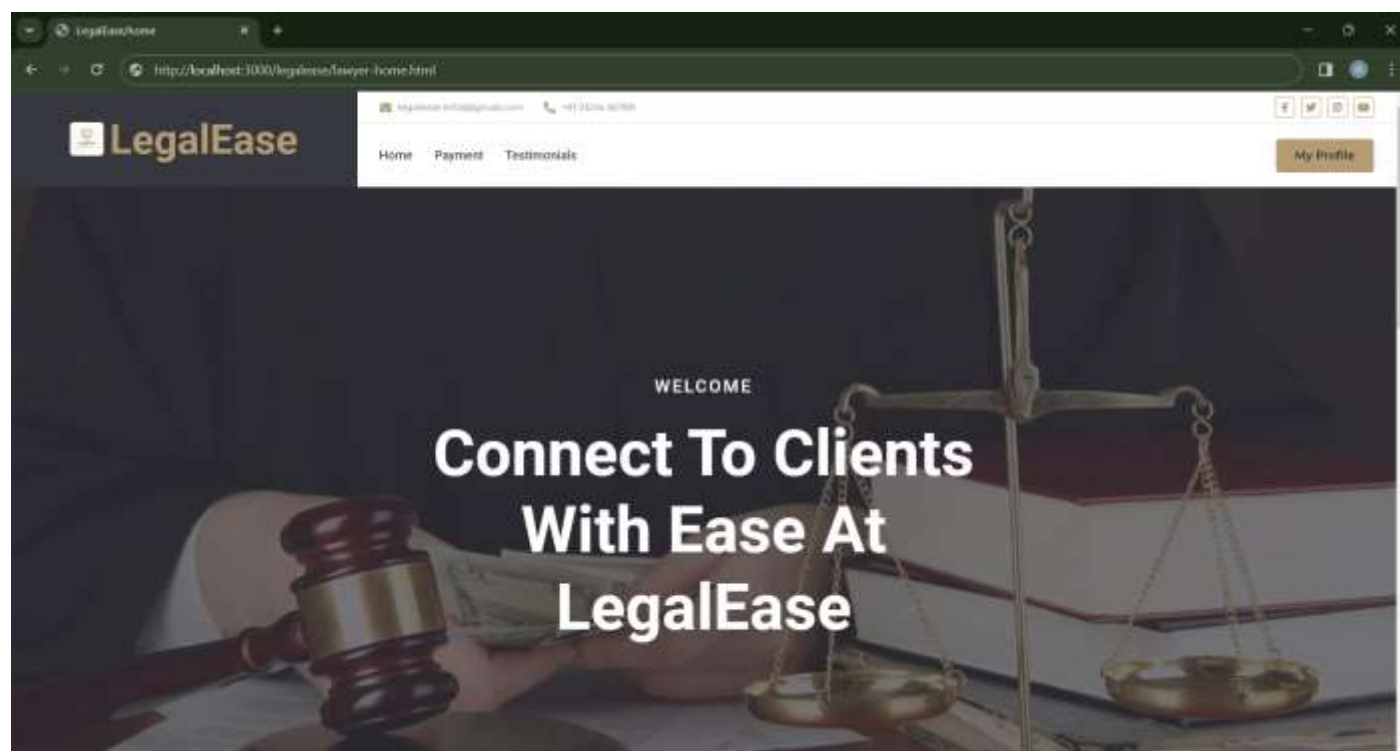 LegalEase/home
http://localhost:3000/legalease/lawyer-home.html
LegalEase
Home Payment Testimonials
My Profile
WELCOME
Connect To Clients
With Ease At
LegalEase